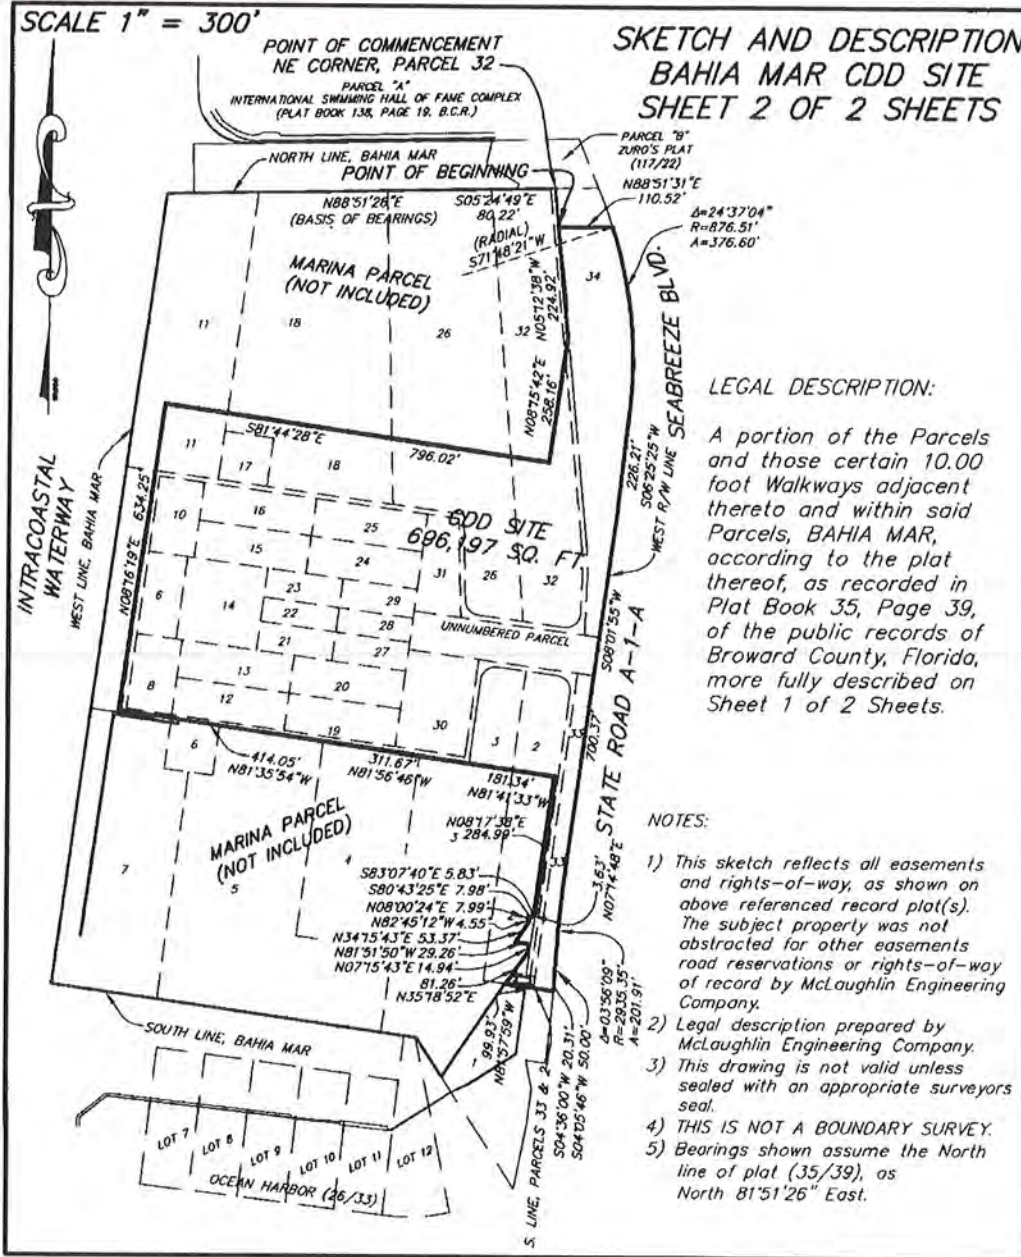 SCALE 1" = 300'
SKETCH AND DESCRIPTION
BAHIA MAR CDD SITE
SHEET 2 OF 2 SHEETS
POINT OF COMMENCEMENT
NE CORNER, PARCEL 32
PARCEL "A"
INTERNATIONAL SWIMMING HALL OF FAME COMPLEX
(PLAT BOOK 138, PAGE 19, B.C.R.)
NORTH LINE, BAHIA MAR
POINT OF BEGINNING
PARCEL "B"
ZURO'S PLAT
(117/22)
N88°51'31"E
110.52'
Δ=24°37'04"
R=876.51'
A=376.60'
N88°51'26"E
(BASIS OF BEARINGS)
S05°24'49"E
80.22'
(RADIAL)
S71°48'21"W
MARINA PARCEL
(NOT INCLUDED)
11
18
26
32
34
N05°12'38"W
224.92'
N08°15'42"E
258.16'
226.21'
S06°25'25"W
WEST R/W LINE SEABREEZE BLVD.
INTRACOASTAL
WATERWAY
WEST LINE, BAHIA MAR
N08°16'19"E 634.25'
S81°44'28"E
796.02'
11
17
18
10
16
25
15
24
6
14
23
22
29
28
21
27
13
20
8
12
19
30
31
26
32
3
2
33
CDD SITE
696,197 SQ. FT
UNNUMBERED PARCEL
S08°01'55"W
700.37'
STATE ROAD A-1-A
6
414.05'
N81°35'54"W
311.67'
N81°56'46"W
181.34'
N81°41'33"W
MARINA PARCEL
(NOT INCLUDED)
7
5
4
3
33
N08°17'38"E
284.99'
S83°07'40"E 5.83'
S80°43'25"E 7.98'
N08°00'24"E 7.99'
N82°45'12"W 4.55'
N34°15'43"E 53.37'
N81°51'50"W 29.26'
N07°15'43"E 14.94'
81.26'
N35°18'52"E
99.93'
N81°57'59"W
3.63'
N07°14'48"E
Δ=03°56'09"
R=2935.35'
A=201.91'
S04°36'00"W 20.31'
S04°05'46"W 50.00'
S. LINE, PARCELS 33 & 2
SOUTH LINE, BAHIA MAR
LOT 7
LOT 8
LOT 9
LOT 10
LOT 11
LOT 12
OCEAN HARBOR (26/33)
LEGAL DESCRIPTION:
A portion of the Parcels
and those certain 10.00
foot Walkways adjacent
thereto and within said
Parcels, BAHIA MAR,
according to the plat
thereof, as recorded in
Plat Book 35, Page 39,
of the public records of
Broward County, Florida,
more fully described on
Sheet 1 of 2 Sheets.
NOTES:
1) This sketch reflects all easements
and rights-of-way, as shown on
above referenced record plat(s).
The subject property was not
abstracted for other easements
road reservations or rights-of-way
of record by McLaughlin Engineering
Company.
2) Legal description prepared by
McLaughlin Engineering Company.
3) This drawing is not valid unless
sealed with an appropriate surveyors
seal.
4) THIS IS NOT A BOUNDARY SURVEY.
5) Bearings shown assume the North
line of plat (35/39), as
North 81°51'26" East.